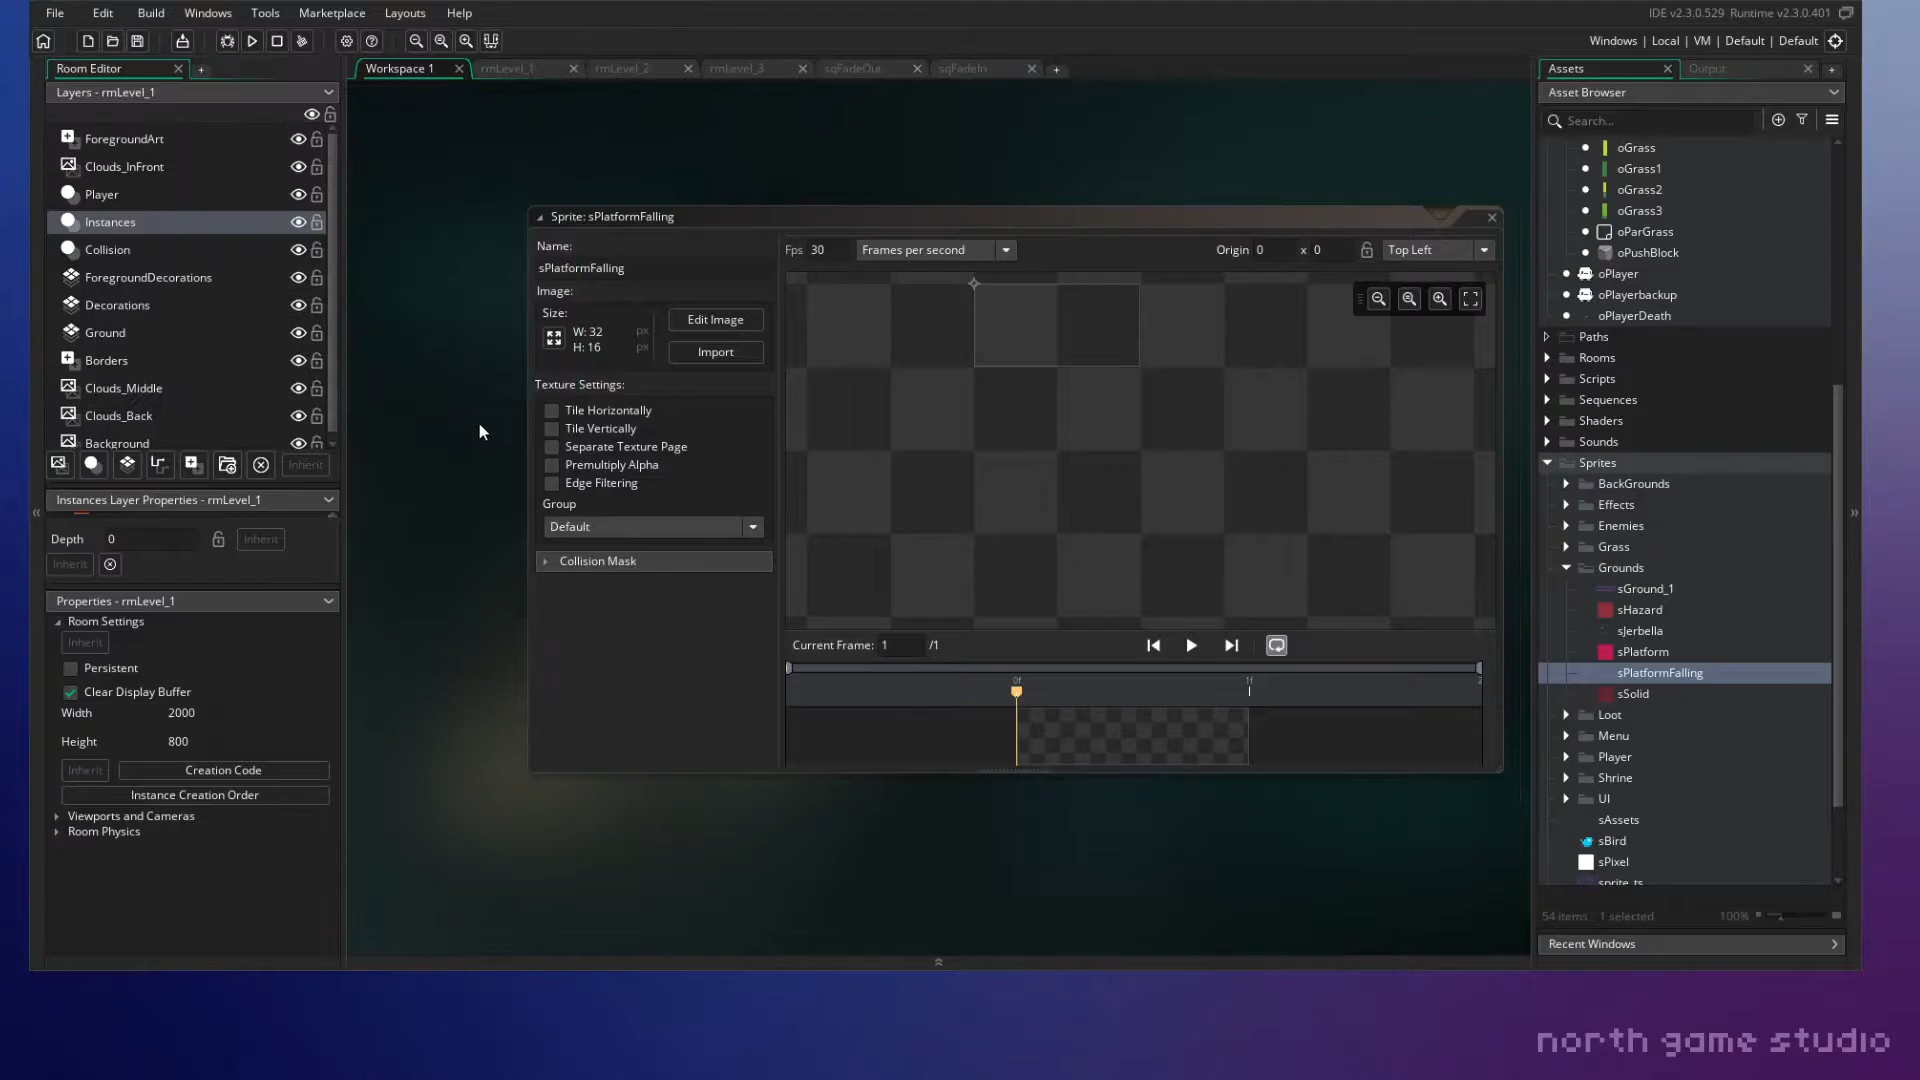 File Edit Build Windows Tools Marketplace Layouts Help
IDE v2.3.0.529 Runtime v2.3.0.401
Windows | Local | VM | Default | Default
Room Editor
Workspace 1 rmLevel_1 rmLevel_2 rmLevel_3 sqFadeOut sqFadeIn
Assets Output
Layers - rmLevel_1
ForegroundArt
Clouds_InFront
Player
Instances
Collision
ForegroundDecorations
Decorations
Ground
Borders
Clouds_Middle
Clouds_Back
Background
Inherit
Instances Layer Properties - rmLevel_1
Depth 0 Inherit
Inherit
Properties - rmLevel_1
Room Settings
Inherit
Persistent
Clear Display Buffer
Width 2000
Height 800
Inherit Creation Code
Instance Creation Order
Viewports and Cameras
Room Physics
Sprite: sPlatformFalling
Name:
sPlatformFalling
Image:
Size:
W: 32 px
H: 16 px
Edit Image
Import
Texture Settings:
Tile Horizontally
Tile Vertically
Separate Texture Page
Premultiply Alpha
Edge Filtering
Group
Default
Collision Mask
Fps 30 Frames per second Origin 0 x 0 Top Left
Current Frame: 1 /1
0f 1f 2
Asset Browser
Search...
oGrass
oGrass1
oGrass2
oGrass3
oParGrass
oPushBlock
oPlayer
oPlayerbackup
oPlayerDeath
Paths
Rooms
Scripts
Sequences
Shaders
Sounds
Sprites
BackGrounds
Effects
Enemies
Grass
Grounds
sGround_1
sHazard
sJerbella
sPlatform
sPlatformFalling
sSolid
Loot
Menu
Player
Shrine
UI
sAssets
sBird
sPixel
sprite_ts
54 items 1 selected 100%
Recent Windows
north game studio